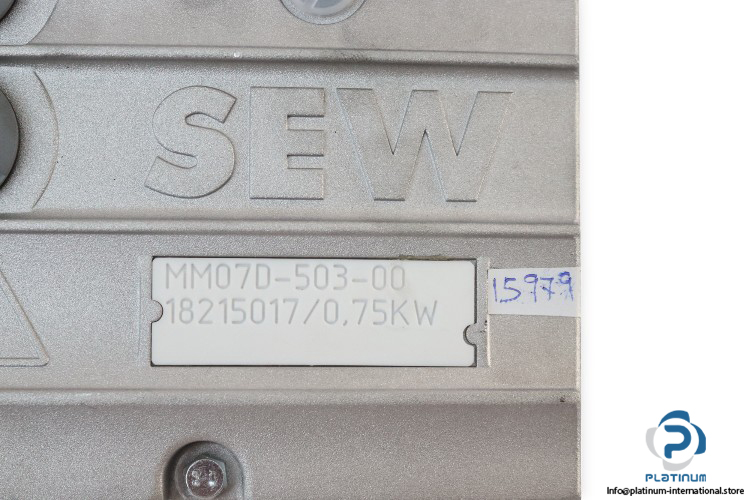 SEW
MM07D-503-00
18215017/0,75KW
15979
PLATINUM
Info@platinum-international.store